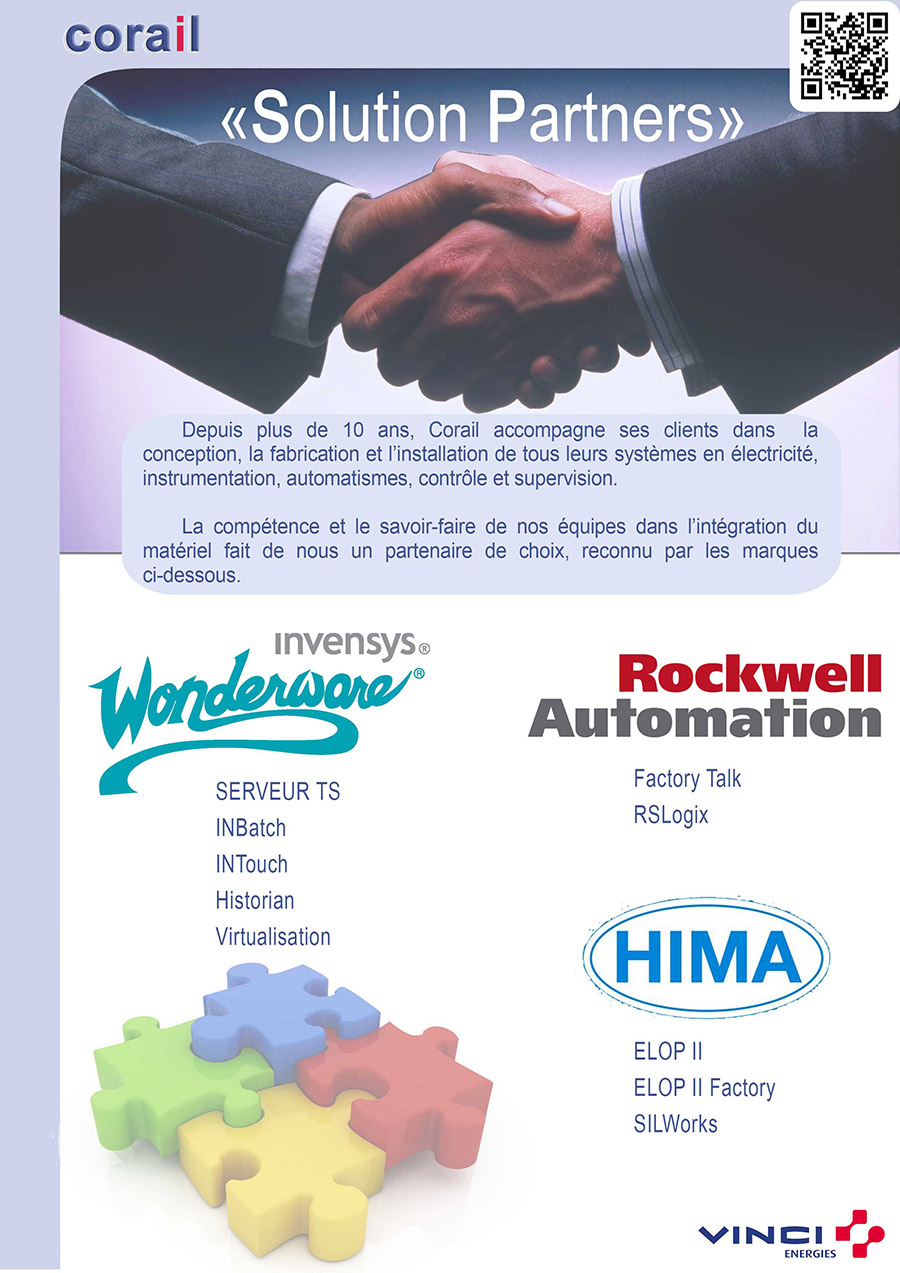 corail
«Solution Partners»
Depuis plus de 10 ans, Corail accompagne ses clients dans la
conception, la fabrication et l'installation de tous leurs systèmes en électricité,
instrumentation, automatismes, contrôle et supervision.
La compétence et le savoir-faire de nos équipes dans l'intégration du
matériel fait de nous un partenaire de choix, reconnu par les marques
ci-dessous.
invensys®
Wonderware®
SERVEUR TS
INBatch
INTouch
Historian
Virtualisation
Rockwell
Automation
Factory Talk
RSLogix
HIMA
ELOP II
ELOP II Factory
SILWorks
VINCI
ENERGIES